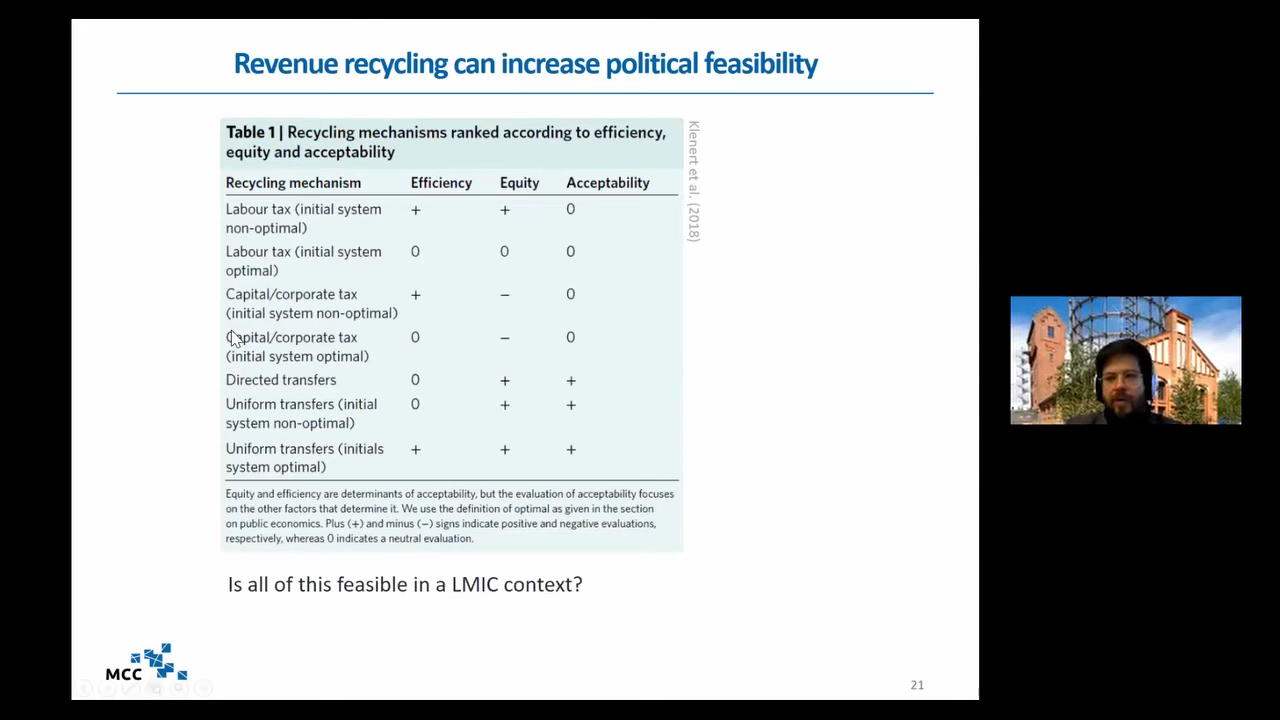 Revenue recycling can increase political feasibility
Table 1 | Recycling mechanisms ranked according to efficiency,
equity and acceptability
Recycling mechanism Efficiency Equity Acceptability
Labour tax (initial system + + 0
non-optimal)
Labour tax (initial system 0 0 0
optimal)
Capital/corporate tax + – 0
(initial system non-optimal)
Capital/corporate tax 0 – 0
(initial system optimal)
Directed transfers 0 + +
Uniform transfers (initial 0 + +
system non-optimal)
Uniform transfers (initials + + +
system optimal)
Equity and efficiency are determinants of acceptability, but the evaluation of acceptability focuses
on the other factors that determine it. We use the definition of optimal as given in the section
on public economics. Plus (+) and minus (–) signs indicate positive and negative evaluations,
respectively, whereas 0 indicates a neutral evaluation.
Klenert et al. (2018)
Is all of this feasible in a LMIC context?
MCC
21